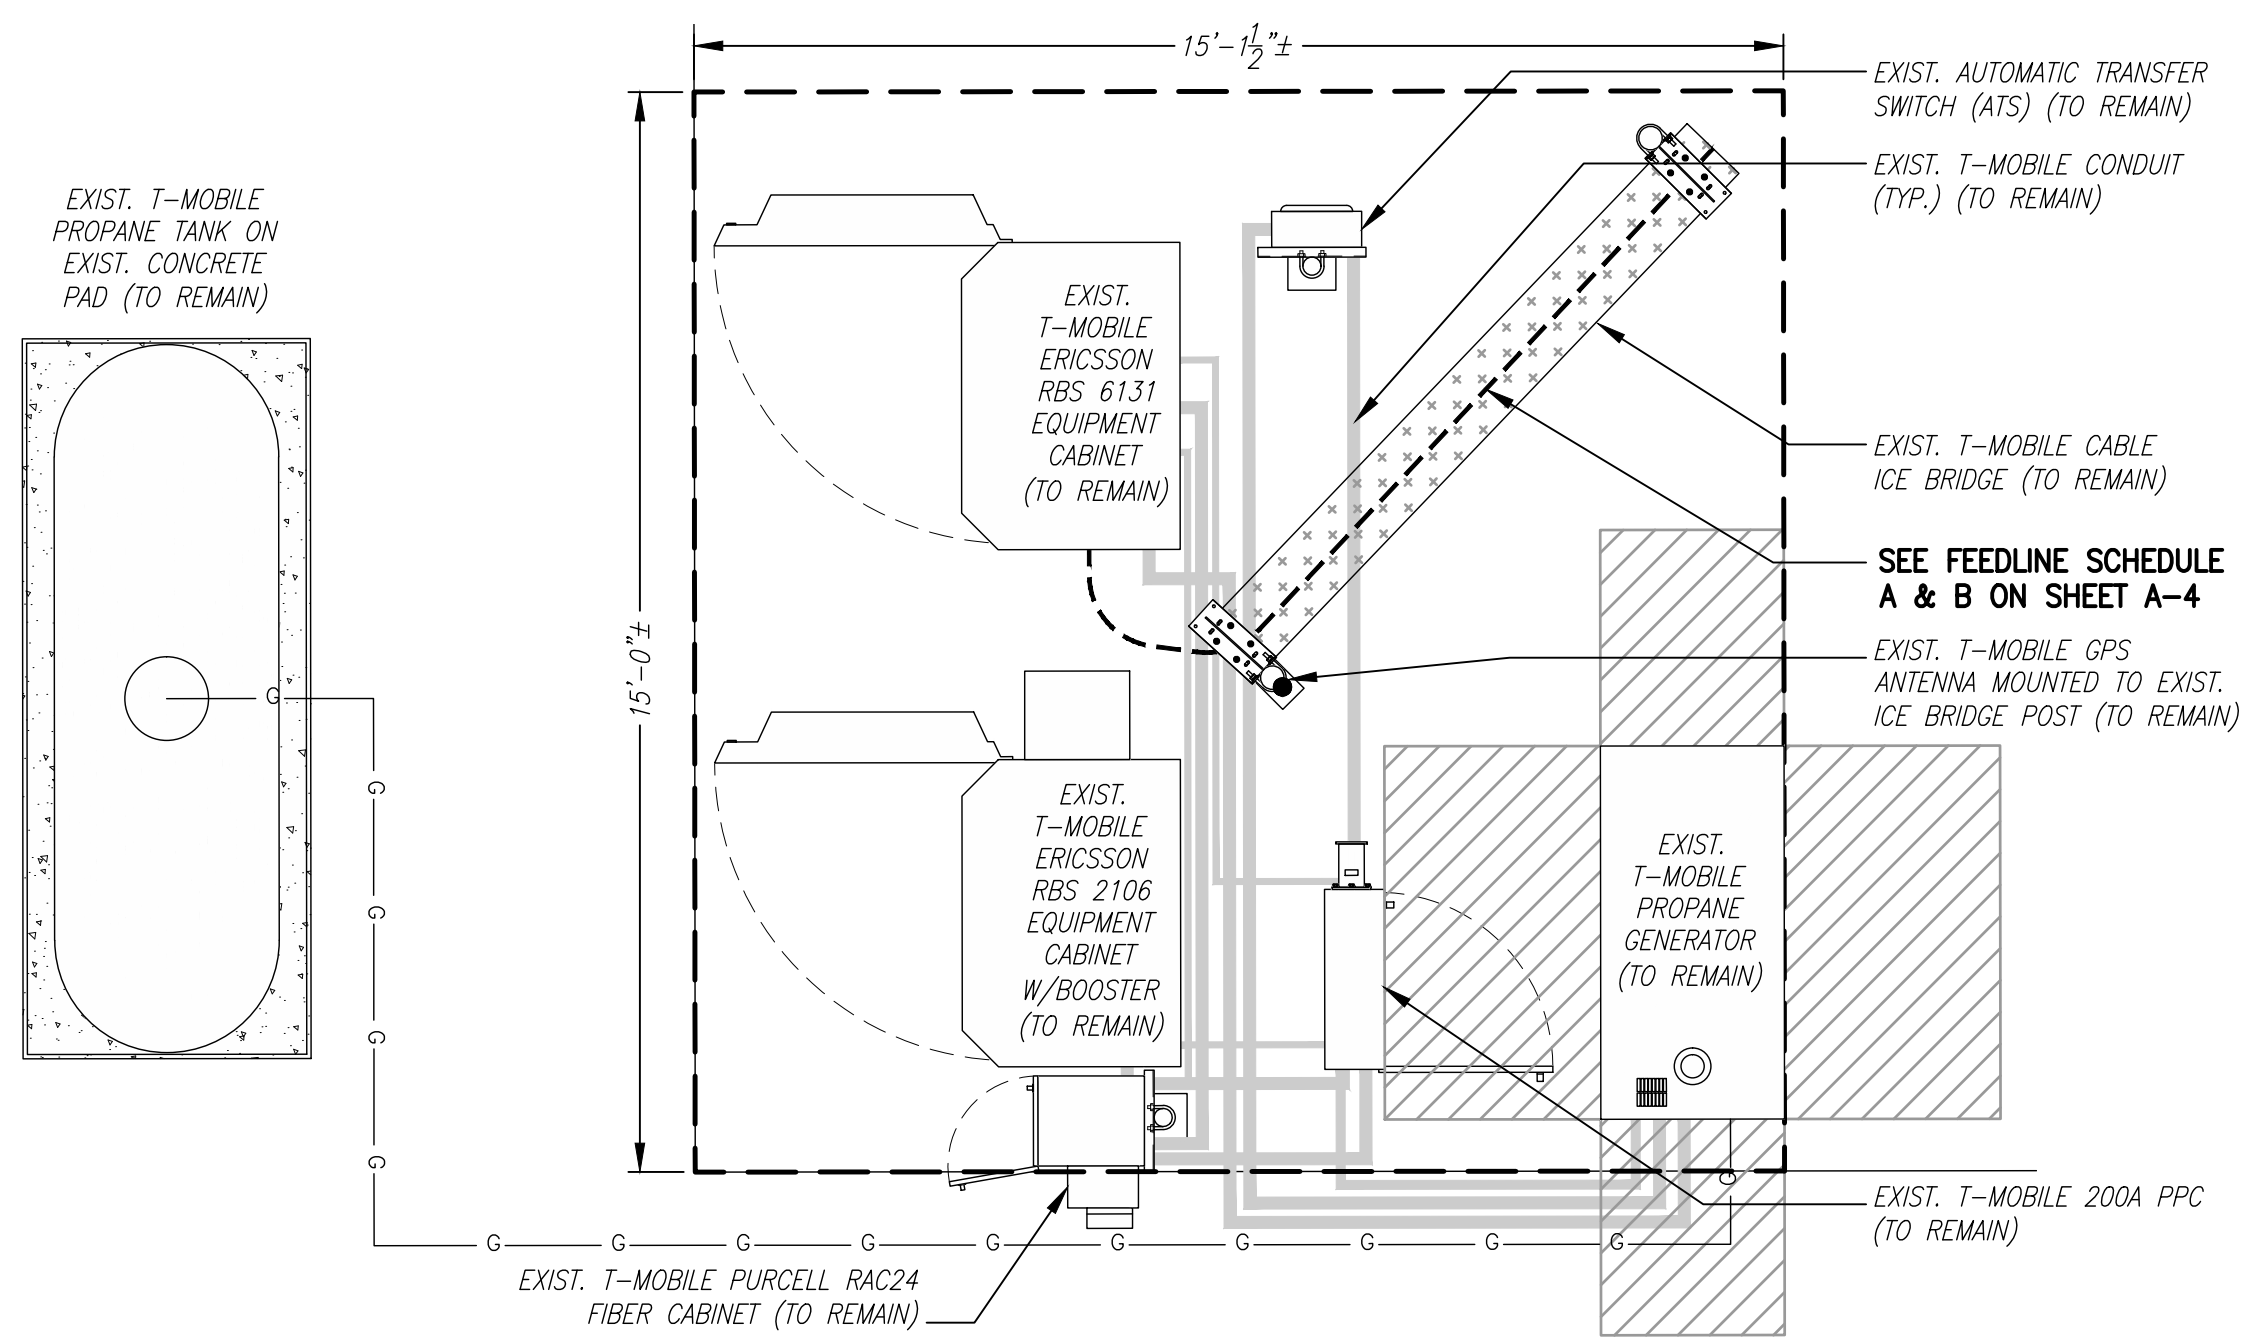 15'-1 1/2"±
EXIST. AUTOMATIC TRANSFER
SWITCH (ATS) (TO REMAIN)
EXIST. T-MOBILE CONDUIT
(TYP.) (TO REMAIN)
EXIST. T-MOBILE
PROPANE TANK ON
EXIST. CONCRETE
PAD (TO REMAIN)
EXIST.
T-MOBILE
ERICSSON
RBS 6131
EQUIPMENT
CABINET
(TO REMAIN)
EXIST. T-MOBILE CABLE
ICE BRIDGE (TO REMAIN)
SEE FEEDLINE SCHEDULE
A & B ON SHEET A-4
EXIST. T-MOBILE GPS
ANTENNA MOUNTED TO EXIST.
ICE BRIDGE POST (TO REMAIN)
15'-0"±
EXIST.
T-MOBILE
ERICSSON
RBS 2106
EQUIPMENT
CABINET
W/BOOSTER
(TO REMAIN)
EXIST.
T-MOBILE
PROPANE
GENERATOR
(TO REMAIN)
G
G
G
G
G
G
G G G G G G G G G G
EXIST. T-MOBILE 200A PPC
(TO REMAIN)
EXIST. T-MOBILE PURCELL RAC24
FIBER CABINET (TO REMAIN)